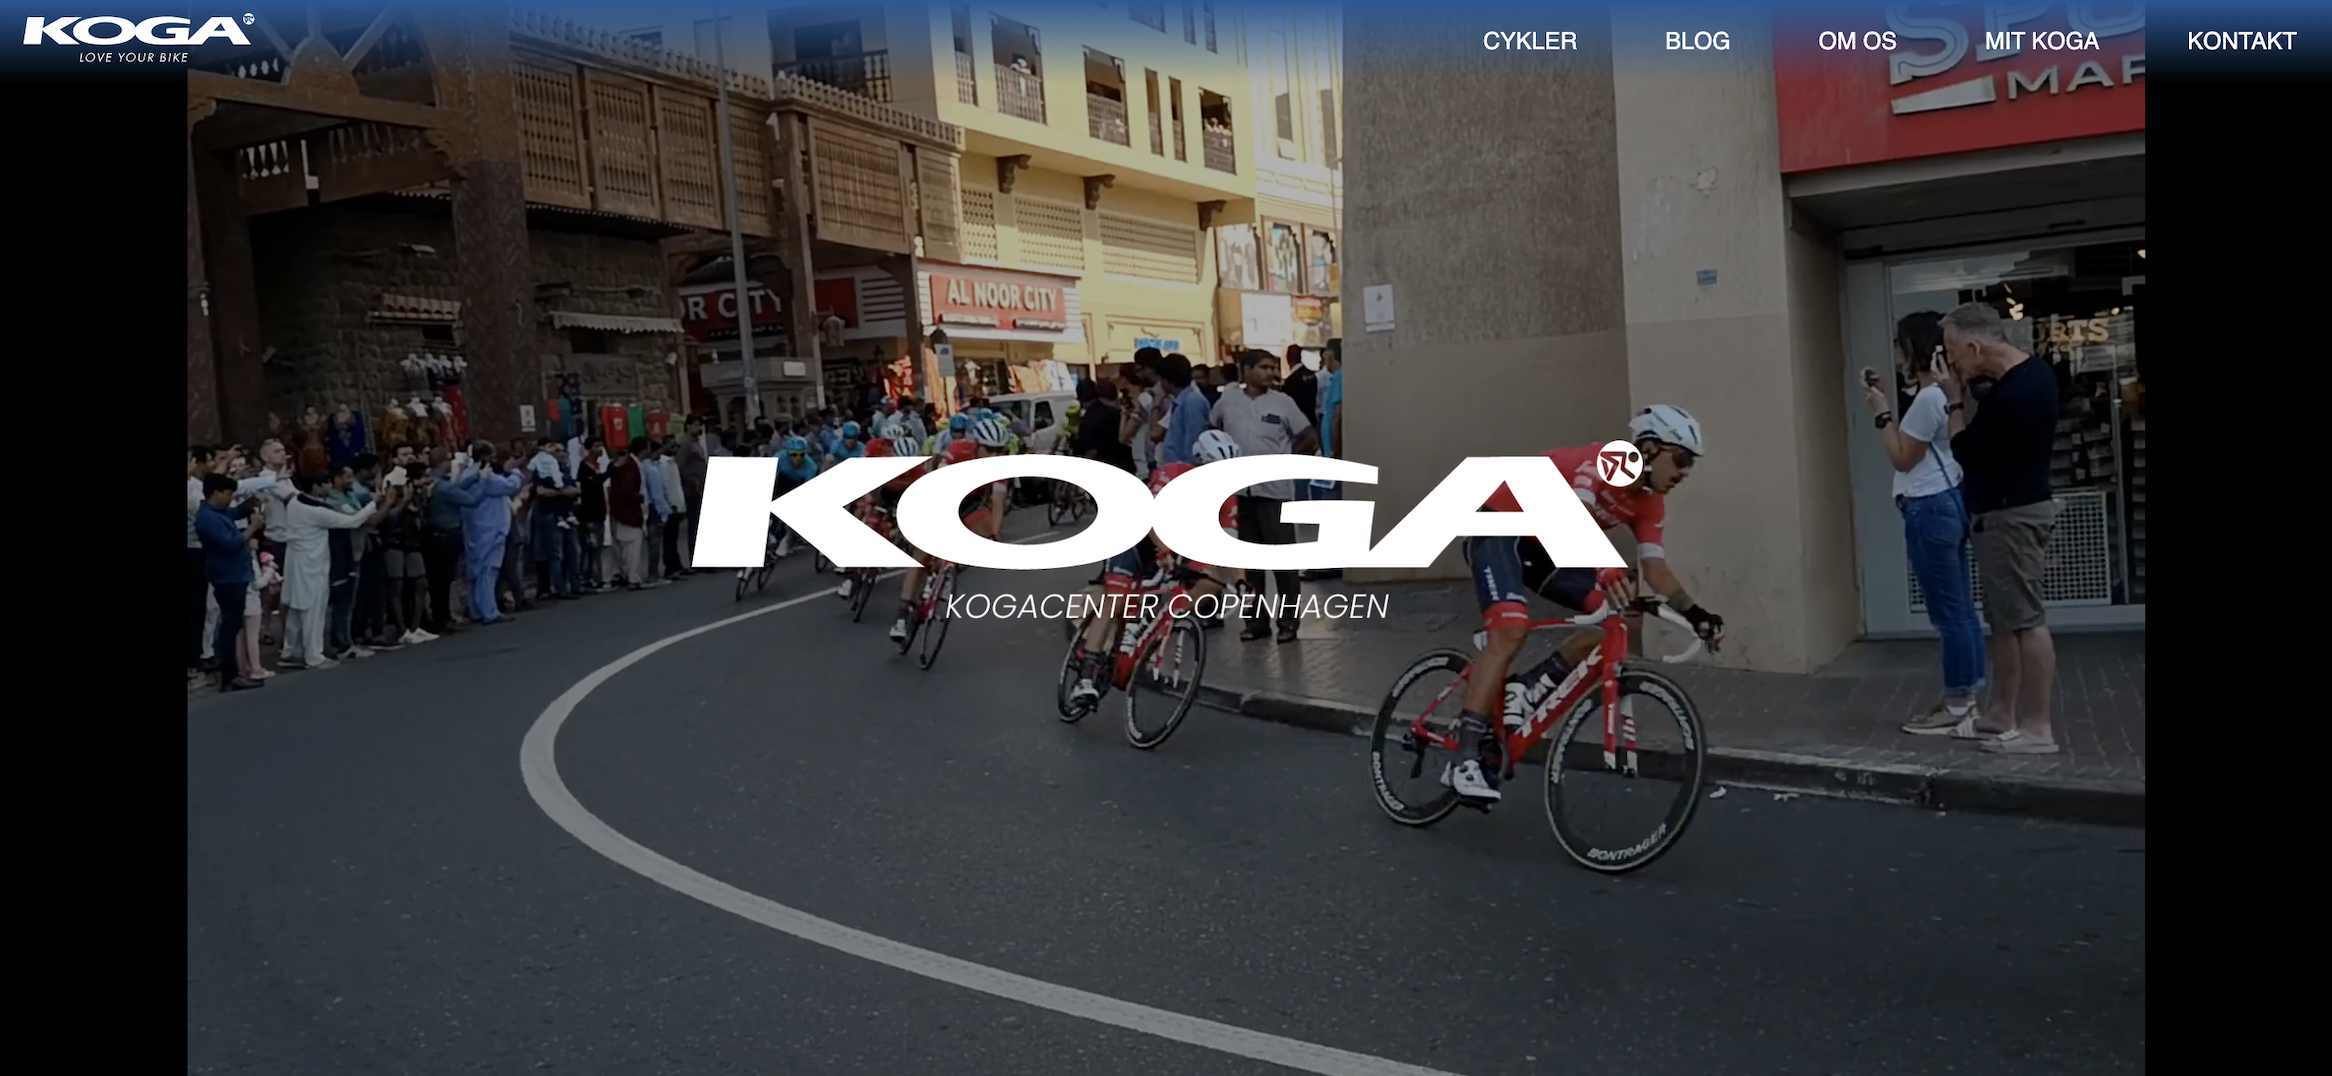 KOGA
LOVE YOUR BIKE
CYKLER
BLOG
OM OS
MIT KOGA
KONTAKT
AL NOOR CITY
KOGA
KOGACENTER COPENHAGEN
TREK
BONTRAGER
BONTRAGER